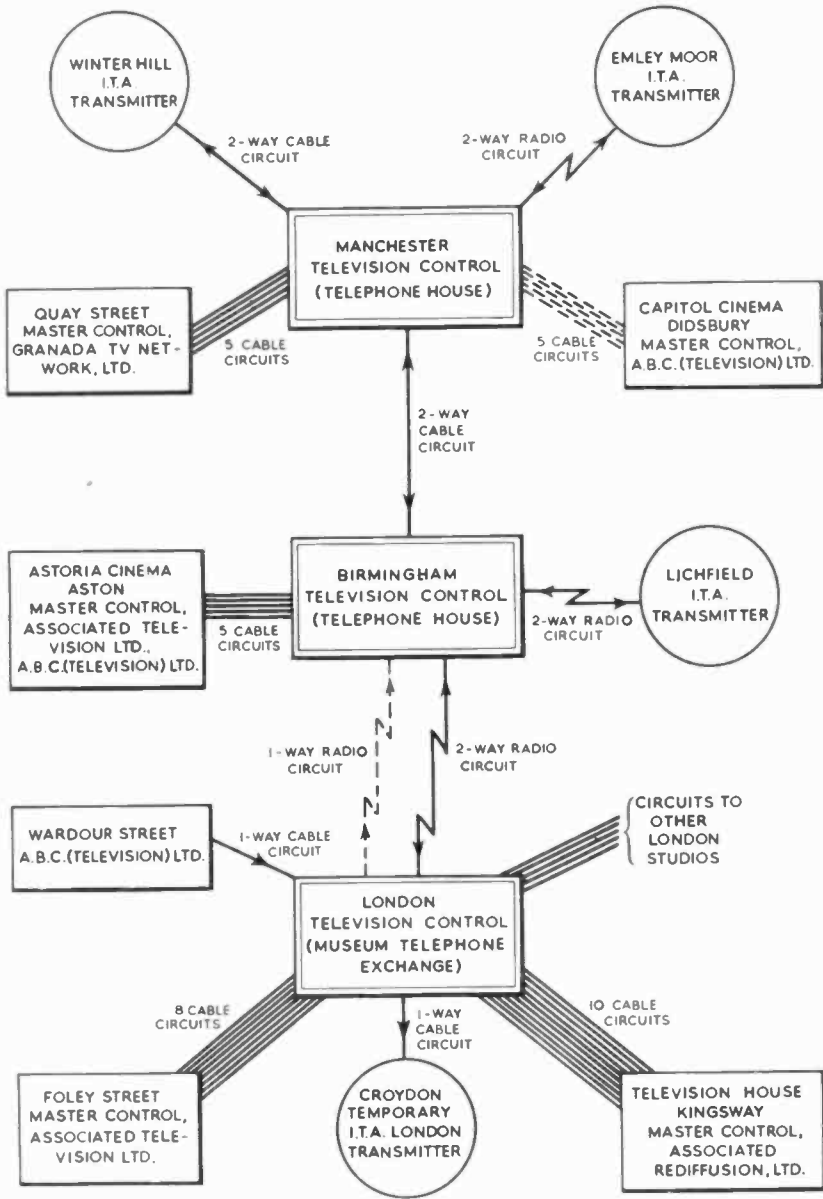 WINTER HILL
I.T.A.
TRANSMITTER
EMLEY MOOR
I.T.A.
TRANSMITTER
2-WAY CABLE
CIRCUIT
2-WAY RADIO
CIRCUIT
MANCHESTER
TELEVISION CONTROL
(TELEPHONE HOUSE)
QUAY STREET
MASTER CONTROL,
GRANADA TV NET-
WORK, LTD.
5 CABLE
CIRCUITS
5 CABLE
CIRCUITS
CAPITOL CINEMA
DIDSBURY
MASTER CONTROL,
A.B.C.(TELEVISION) LTD.
2-WAY
CABLE
CIRCUIT
ASTORIA CINEMA
ASTON
MASTER CONTROL,
ASSOCIATED TELE-
VISION LTD.,
A.B.C.(TELEVISION) LTD.
5 CABLE
CIRCUITS
BIRMINGHAM
TELEVISION CONTROL
(TELEPHONE HOUSE)
2-WAY RADIO
CIRCUIT
LICHFIELD
I.T.A.
TRANSMITTER
1-WAY RADIO
CIRCUIT
2-WAY RADIO
CIRCUIT
WARDOUR STREET
A.B.C.(TELEVISION) LTD.
1-WAY CABLE
CIRCUIT
CIRCUITS TO
OTHER
LONDON
STUDIOS
LONDON
TELEVISION CONTROL
(MUSEUM TELEPHONE
EXCHANGE)
8 CABLE
CIRCUITS
1-WAY
CABLE
CIRCUIT
10 CABLE
CIRCUITS
FOLEY STREET
MASTER CONTROL,
ASSOCIATED TELE-
VISION LTD.
CROYDON
TEMPORARY
I.T.A. LONDON
TRANSMITTER
TELEVISION HOUSE
KINGSWAY
MASTER CONTROL,
ASSOCIATED
REDIFFUSION, LTD.